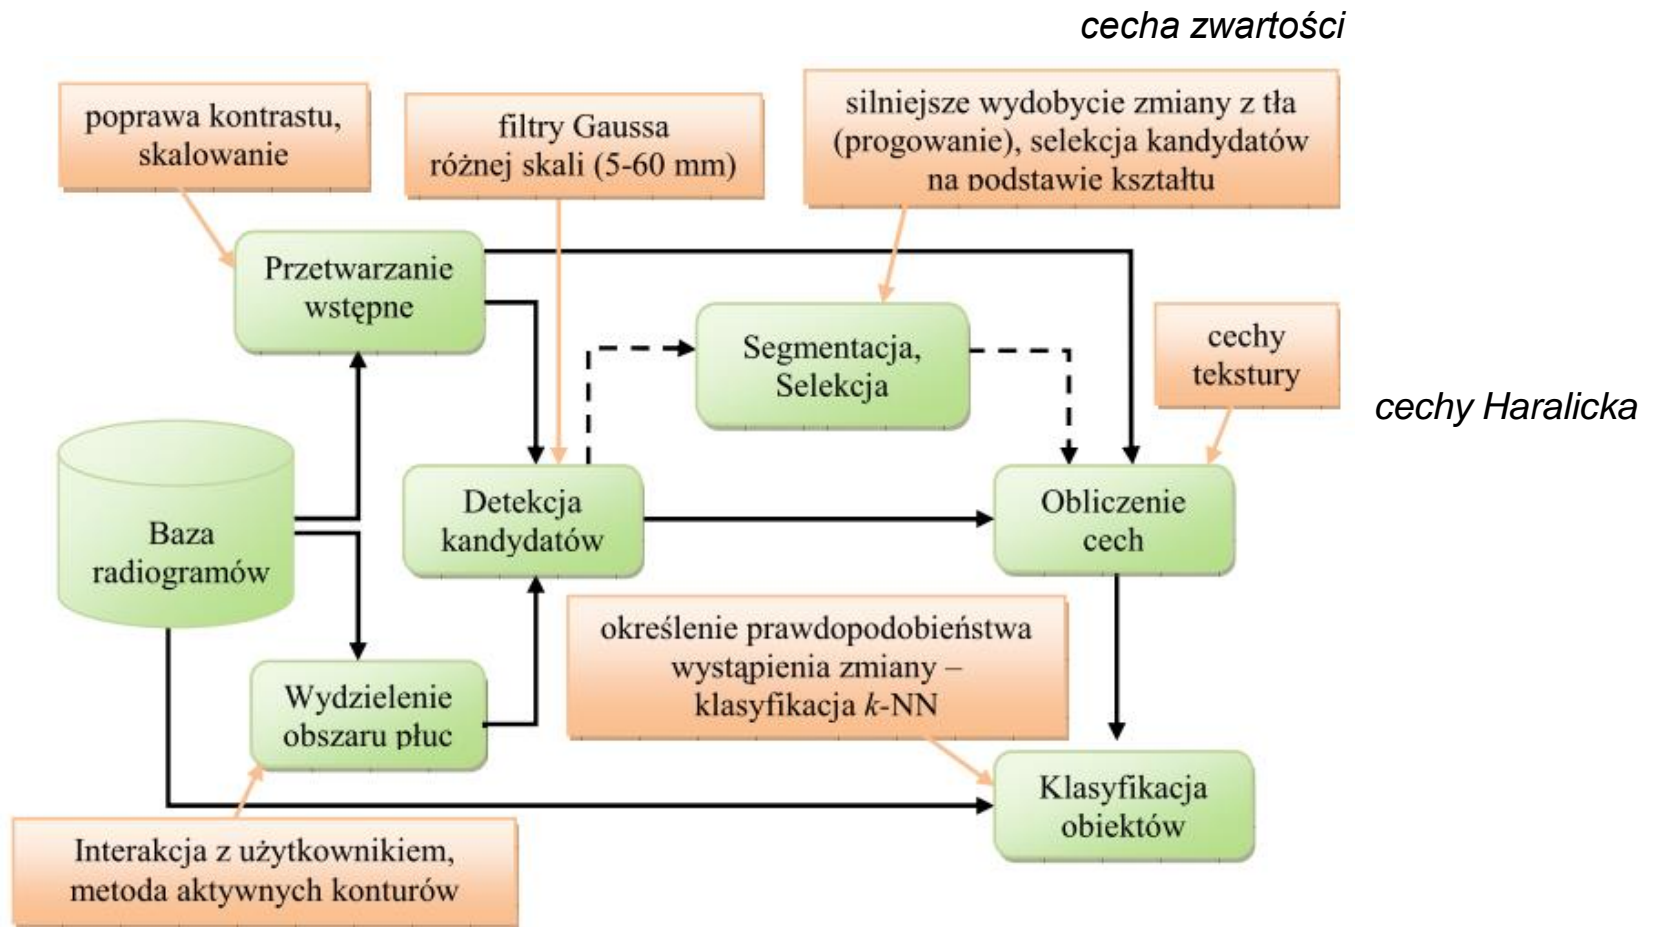 cecha zwartości
poprawa kontrastu,
skalowanie
filtry Gaussa
różnej skali (5-60 mm)
silniejsze wydobycie zmiany z tła
(progowanie), selekcja kandydatów
na podstawie kształtu
Przetwarzanie
wstępne
Segmentacja,
Selekcja
cechy
tekstury
cechy Haralicka
Baza
radiogramów
Detekcja
kandydatów
Obliczenie
cech
określenie prawdopodobieństwa
wystąpienia zmiany –
klasyfikacja k-NN
Wydzielenie
obszaru płuc
Klasyfikacja
obiektów
Interakcja z użytkownikiem,
metoda aktywnych konturów